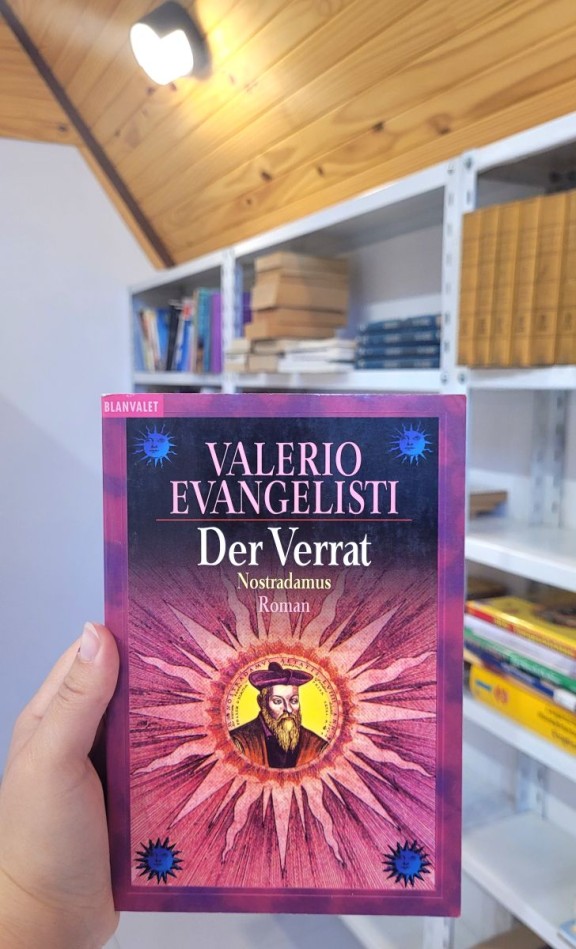 BLANVALET
VALERIO
EVANGELISTI
Der Verrat
Nostradamus
Roman